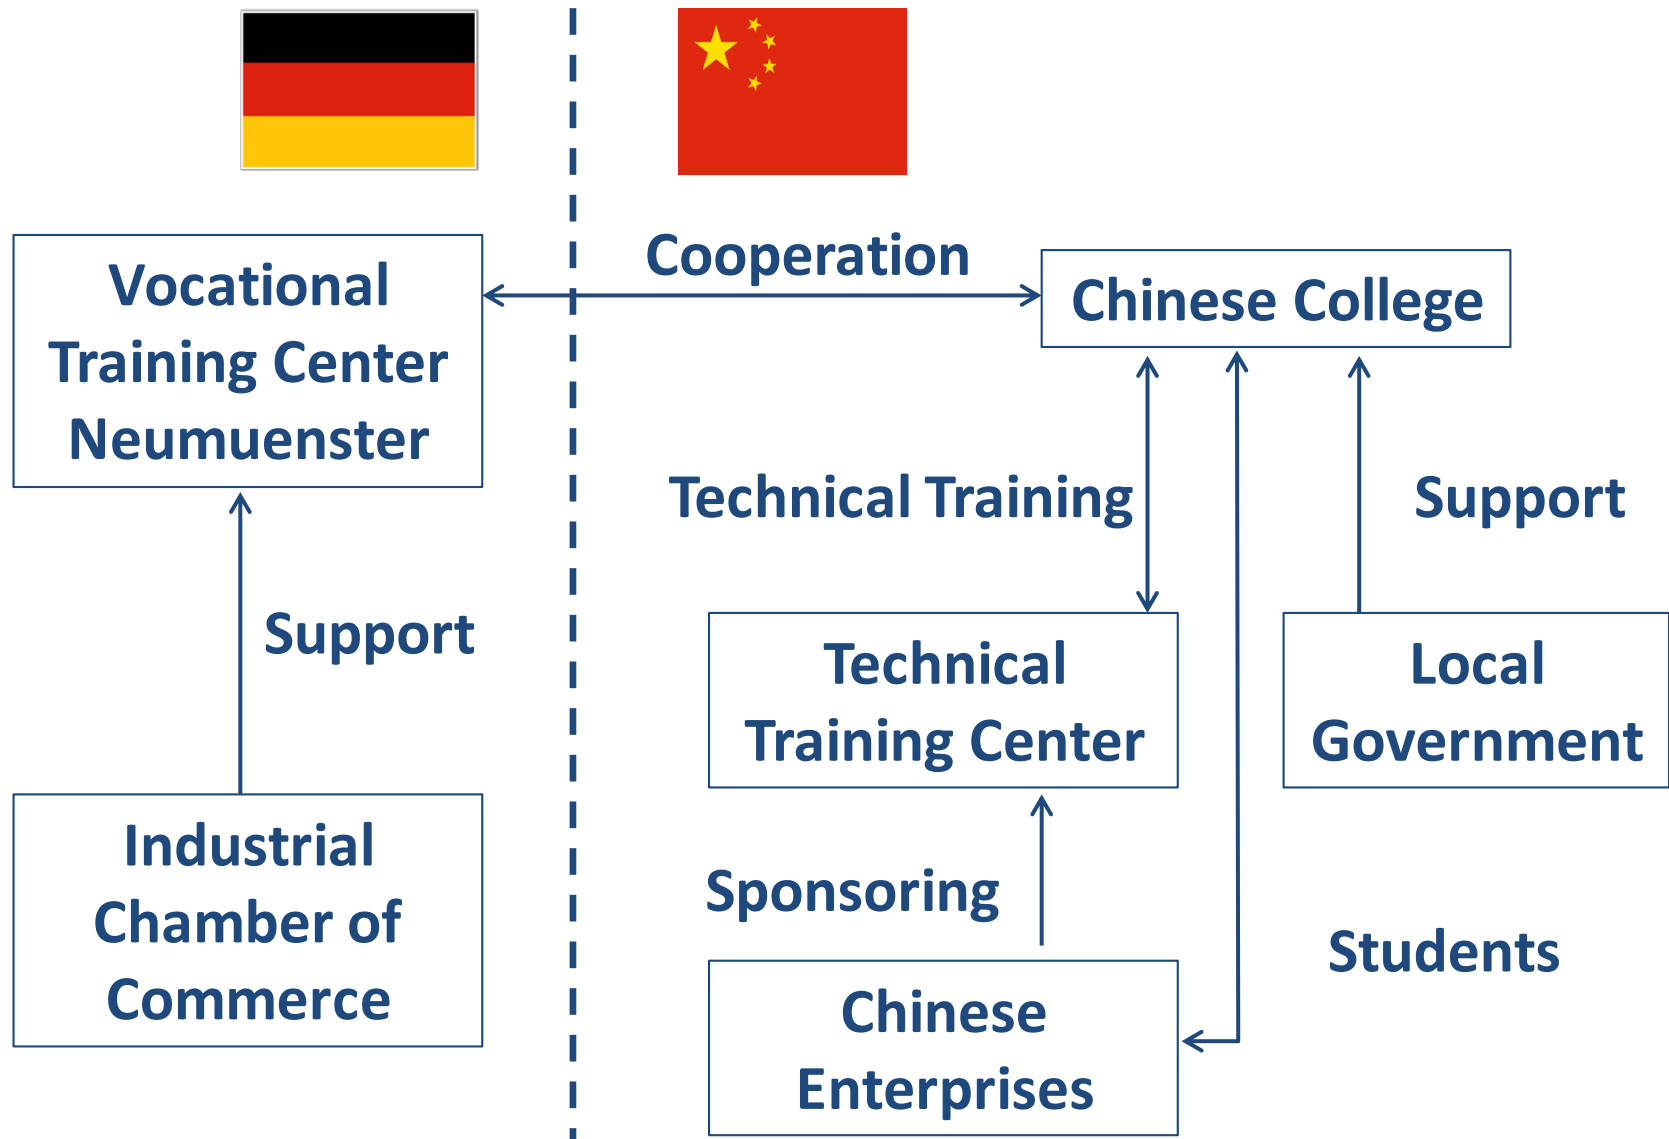 Vocational
Training Center
Neumuenster
Cooperation
Chinese College
Technical Training
Support
Support
Technical
Training Center
Local
Government
Industrial
Chamber of
Commerce
Sponsoring
Students
Chinese
Enterprises